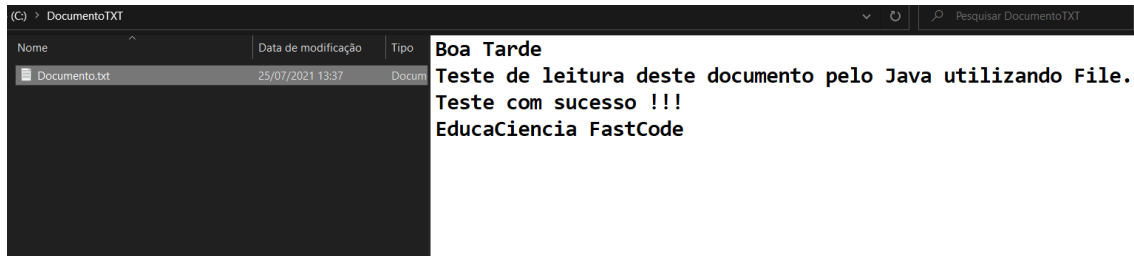 (C:) > DocumentoTXT
Pesquisar DocumentoTXT
Nome
Data de modificação
Tipo
Documento.txt
25/07/2021 13:37
Docum
Boa Tarde
Teste de leitura deste documento pelo Java utilizando File.
Teste com sucesso !!!
EducaCiencia FastCode